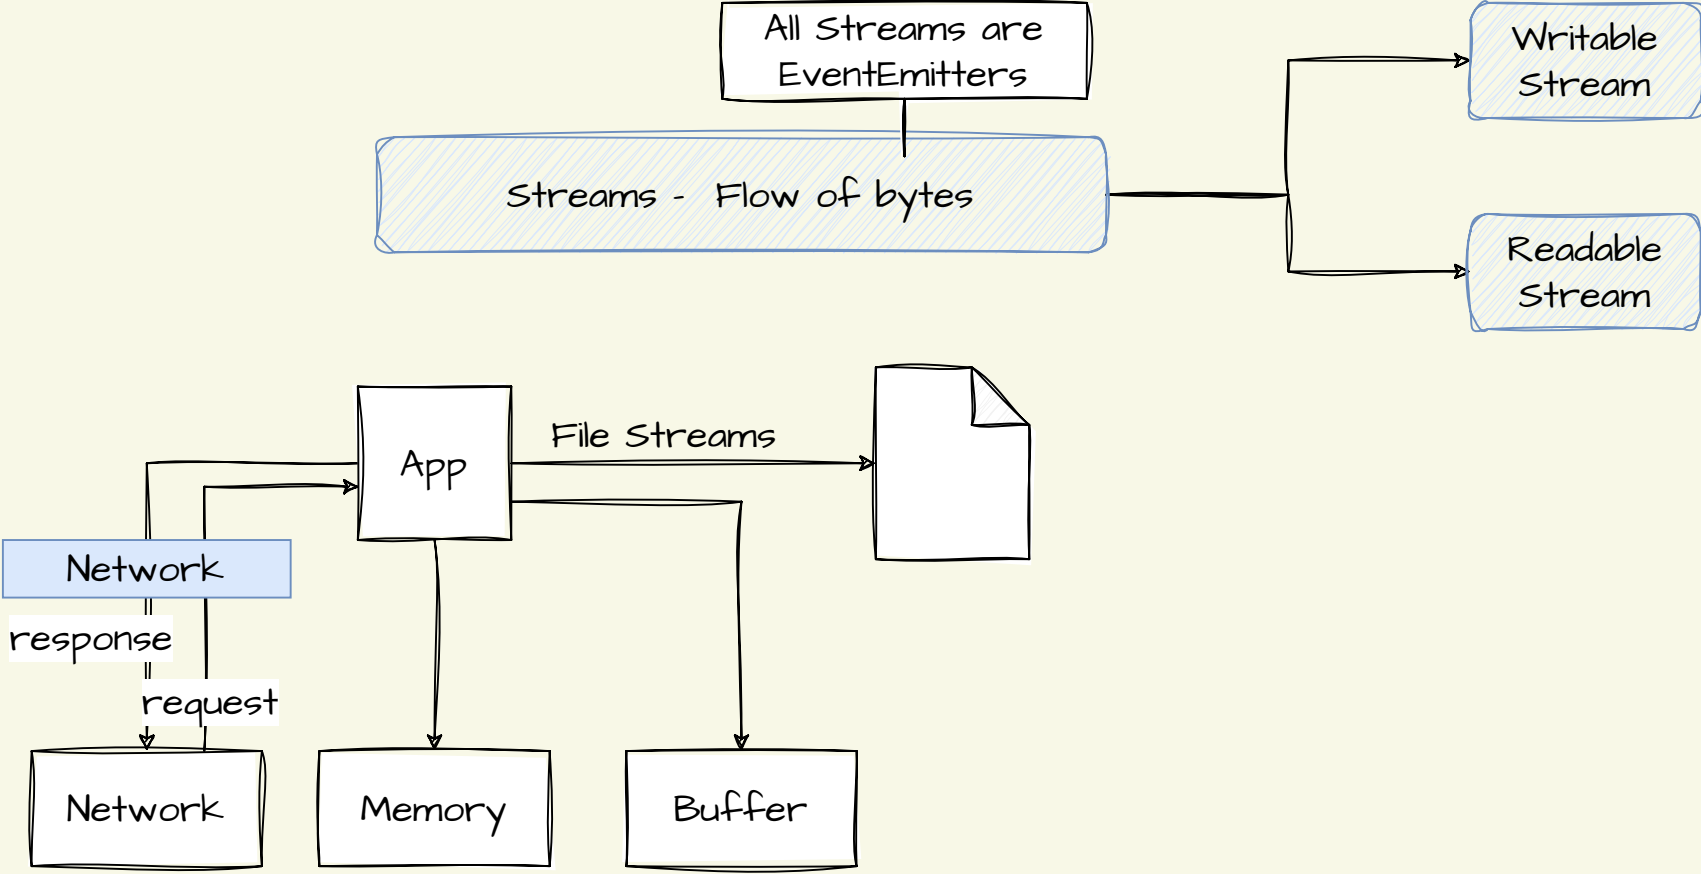 All Streams are
EventEmitters
Writable
Stream
Streams - Flow of bytes
Readable
Stream
File Streams
App
Network
response
request
Network
Memory
Buffer